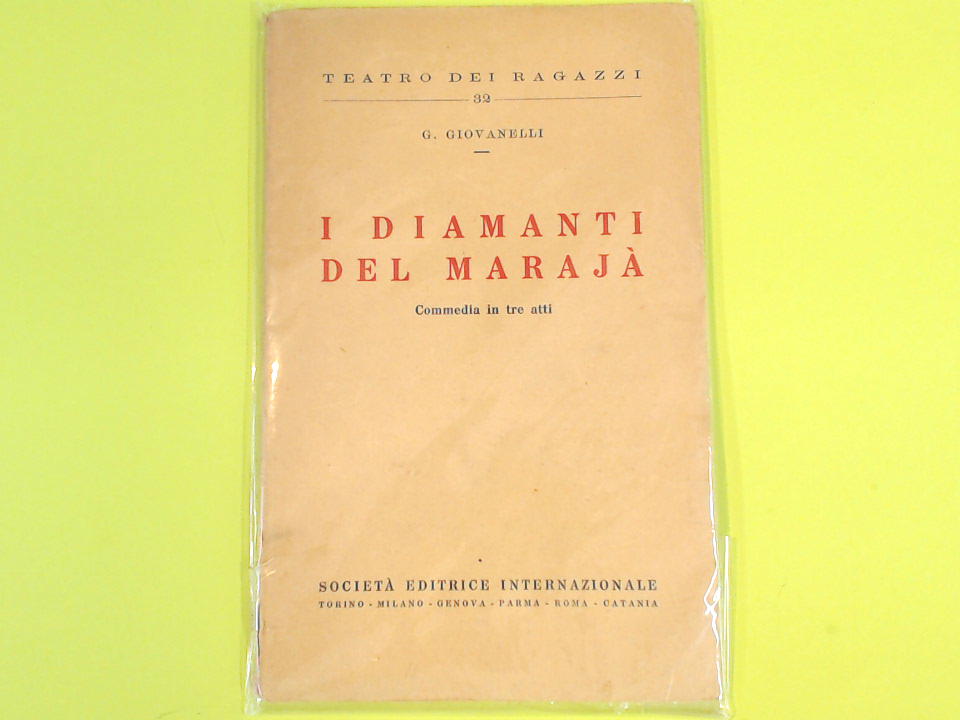 TEATRO DEI RAGAZZI
32
G. GIOVANELLI
I DIAMANTI
DEL MARAJÀ
Commedia in tre atti
SOCIETÀ EDITRICE INTERNAZIONALE
TORINO - MILANO - GENOVA - PARMA - ROMA - CATANIA